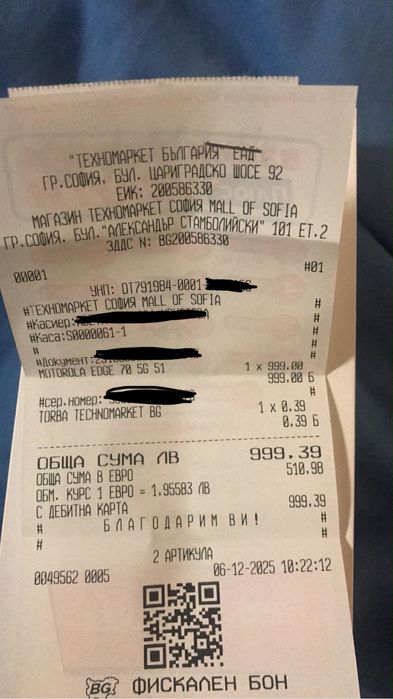 "ТЕХНОМАРКЕТ БЪЛГАРИЯ" ЕАД
ГР.СОФИЯ, БУЛ. ЦАРИГРАДСКО ШОСЕ 92
ЕИК: 200586330
МАГАЗИН ТЕХНОМАРКЕТ СОФИЯ MALL OF SOFIA
ГР.СОФИЯ, БУЛ."АЛЕКСАНДЪР СТАМБОЛИЙСКИ" 101 ЕТ.2
ЗДДС N: BG200586330
00001 #01
УНП: DT791984-0001-
#ТЕХНОМАРКЕТ СОФИЯ MALL OF SOFIA #
#Касиер: #
#Каса:S0000061-1 #
# #
#Документ: #
MOTOROLA EDGE 70 5G 51 1 x 999.00
999.00 Б
#сер.номер: #
TORBA TECHNOMARKET BG 1 x 0.39
0.39 Б
ОБЩА СУМА ЛВ 999.39
ОБЩА СУМА В ЕВРО 510.98
ОБМ. КУРС 1 ЕВРО = 1.95583 ЛВ
С ДЕБИТНА КАРТА 999.39
# БЛАГОДАРИМ ВИ! #
# #
2 АРТИКУЛА
0049562 0005 06-12-2025 10:22:12
BG ФИСКАЛЕН БОН